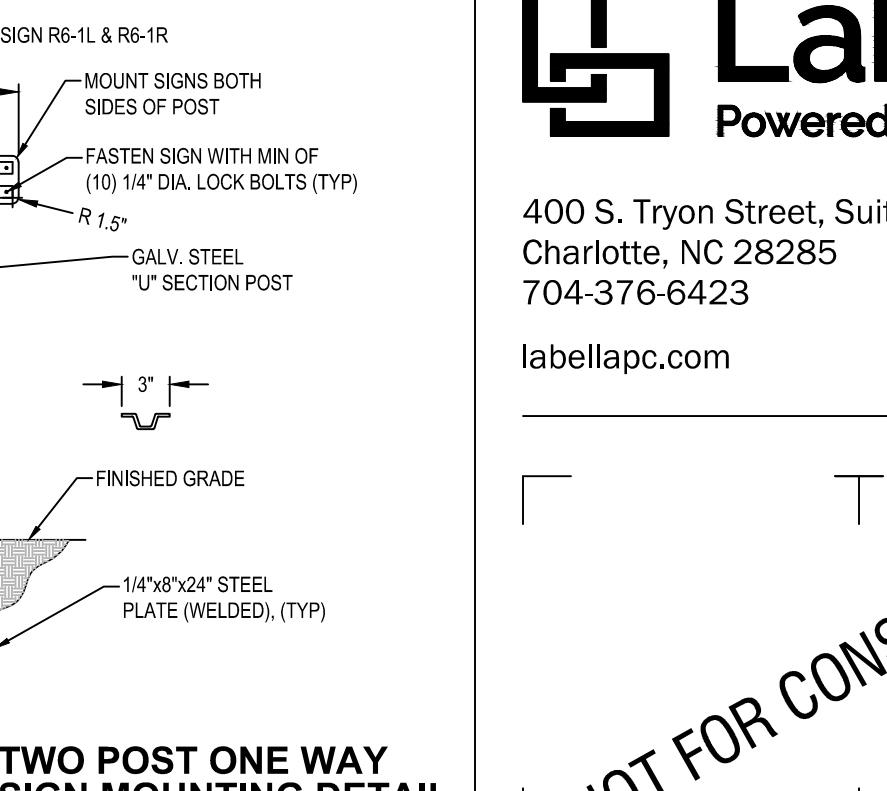 SIGN R6-1L & R6-1R
MOUNT SIGNS BOTH
SIDES OF POST
FASTEN SIGN WITH MIN OF
(10) 1/4" DIA. LOCK BOLTS (TYP)
R 1.5"
GALV. STEEL
"U" SECTION POST
3"
FINISHED GRADE
1/4"x8"x24" STEEL
PLATE (WELDED), (TYP)
TWO POST ONE WAY
SIGN MOUNTING DETAIL
Powered
400 S. Tryon Street,
Charlotte, NC 28285
704-376-6423
labellapc.com
FOR